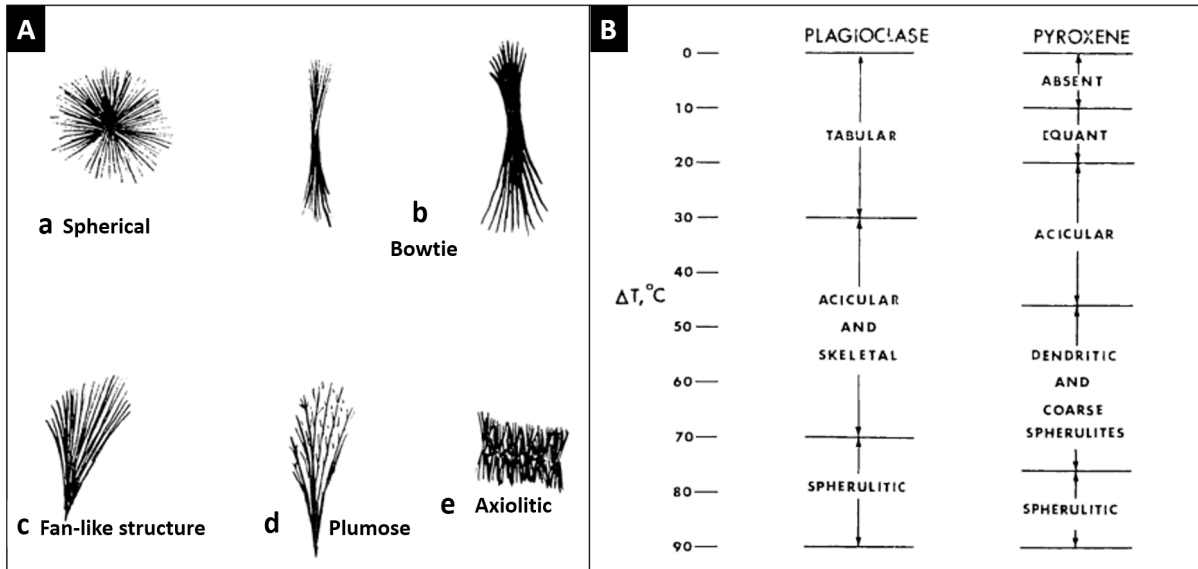 A
a Spherical
b
Bowtie
c Fan-like structure
d Plumose
e Axiolitic
B
PLAGIOCLASE
PYROXENE
ΔT,°C
0
10
20
30
40
50
60
70
80
90
TABULAR
ACICULAR
AND
SKELETAL
SPHERULITIC
ABSENT
EQUANT
ACICULAR
DENDRITIC
AND
COARSE
SPHERULITES
SPHERULITIC